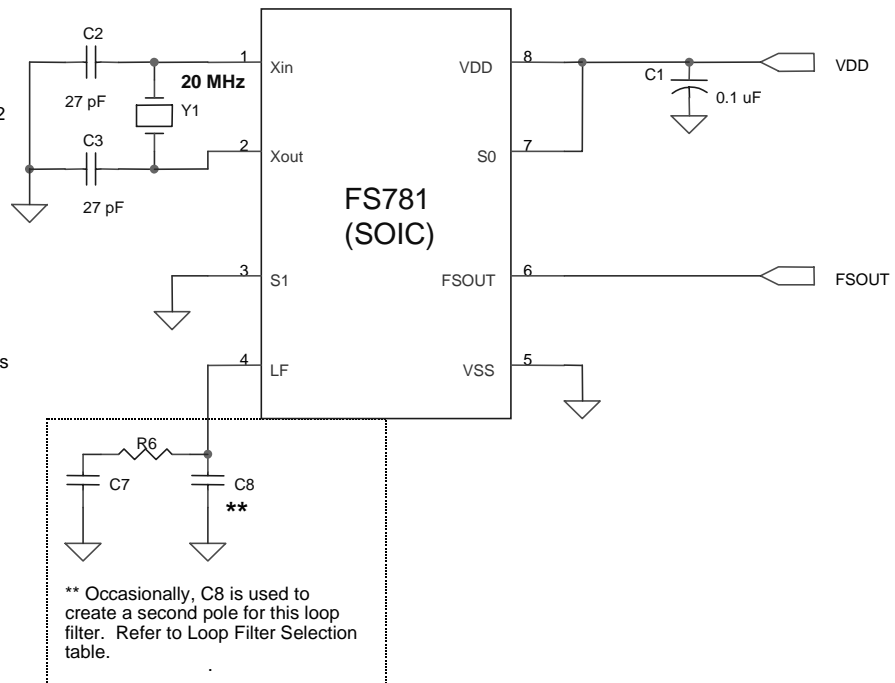 C2
27 pF
2
C3
27 pF
20 MHz
Y1
1
Xin
2
Xout
3
S1
4
LF
FS781
(SOIC)
VDD
8
S0
7
FSOUT
6
VSS
5
C1
0.1 uF
VDD
FSOUT
s
R6
C7
C8
**
** Occasionally, C8 is used to
create a second pole for this loop
filter. Refer to Loop Filter Selection
table.
.